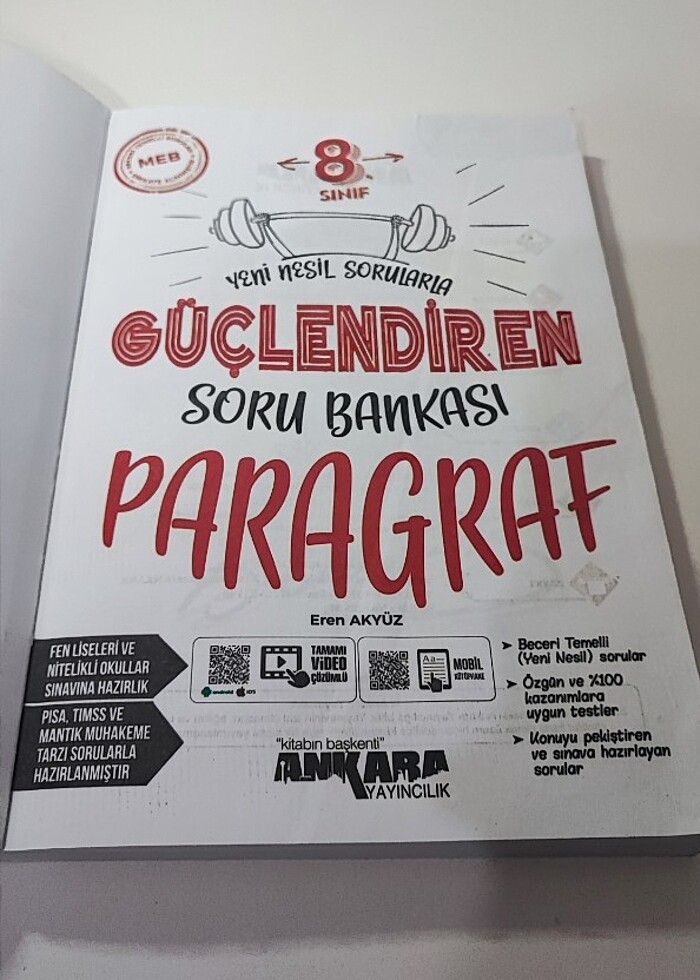 MEB
8.
SINIF
YENİ NESİL SORULARLA
GÜÇLENDİREN
SORU BANKASI
PARAGRAF
Eren AKYÜZ
FEN LİSELERİ VE
NİTELİKLİ OKULLAR
SINAVINA HAZIRLIK
PISA, TIMSS VE
MANTIK MUHAKEME
TARZI SORULARLA
HAZIRLANMIŞTIR
android
iOS
TAMAMI
VİDEO
ÇÖZÜMLÜ
Aa
MOBİL
KÜTÜPHANE
Beceri Temelli
(Yeni Nesil) sorular
Özgün ve %100
kazanımlara
uygun testler
Konuyu pekiştiren
ve sınava hazırlayan
sorular
"kitabın başkenti"
ANKARA
YAYINCILIK